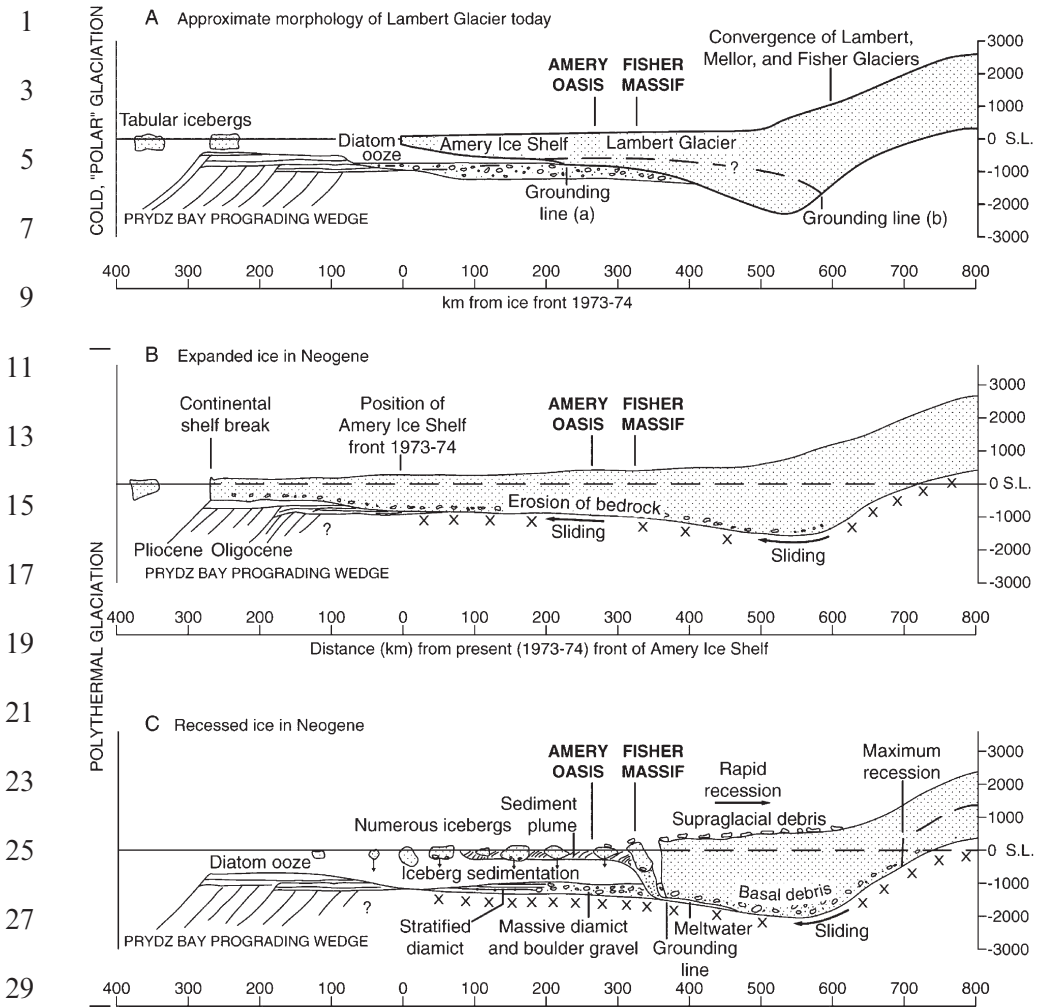 1
3
5
7
9
11
13
15
17
19
21
23
25
27
29
COLD, "POLAR" GLACIATION
POLYTHERMAL GLACIATION
A Approximate morphology of Lambert Glacier today
Convergence of Lambert,
Mellor, and Fisher Glaciers
AMERY
OASIS
FISHER
MASSIF
Tabular icebergs
Diatom
ooze
Amery Ice Shelf
Lambert Glacier
?
Grounding
line (a)
Grounding line (b)
PRYDZ BAY PROGRADING WEDGE
3000
2000
1000
0 S.L.
-1000
-2000
-3000
400 300 200 100 0 100 200 300 400 500 600 700 800
km from ice front 1973-74
B Expanded ice in Neogene
Continental
shelf break
Position of
Amery Ice Shelf
front 1973-74
AMERY
OASIS
FISHER
MASSIF
Erosion of bedrock
Sliding
Sliding
x x x x x x x x x x x
?
Pliocene Oligocene
PRYDZ BAY PROGRADING WEDGE
3000
2000
1000
0 S.L.
-1000
-2000
-3000
400 300 200 100 0 100 200 300 400 500 600 700 800
Distance (km) from present (1973-74) front of Amery Ice Shelf
C Recessed ice in Neogene
AMERY
OASIS
FISHER
MASSIF
Rapid
recession
Maximum
recession
Sediment
plume
Supraglacial debris
Numerous icebergs
Diatom ooze
Iceberg sedimentation
Basal debris
?
Stratified
diamict
Massive diamict
and boulder gravel
Meltwater
Grounding
line
Sliding
PRYDZ BAY PROGRADING WEDGE
3000
2000
1000
0 S.L.
-1000
-2000
-3000
400 300 200 100 0 100 200 300 400 500 600 700 800